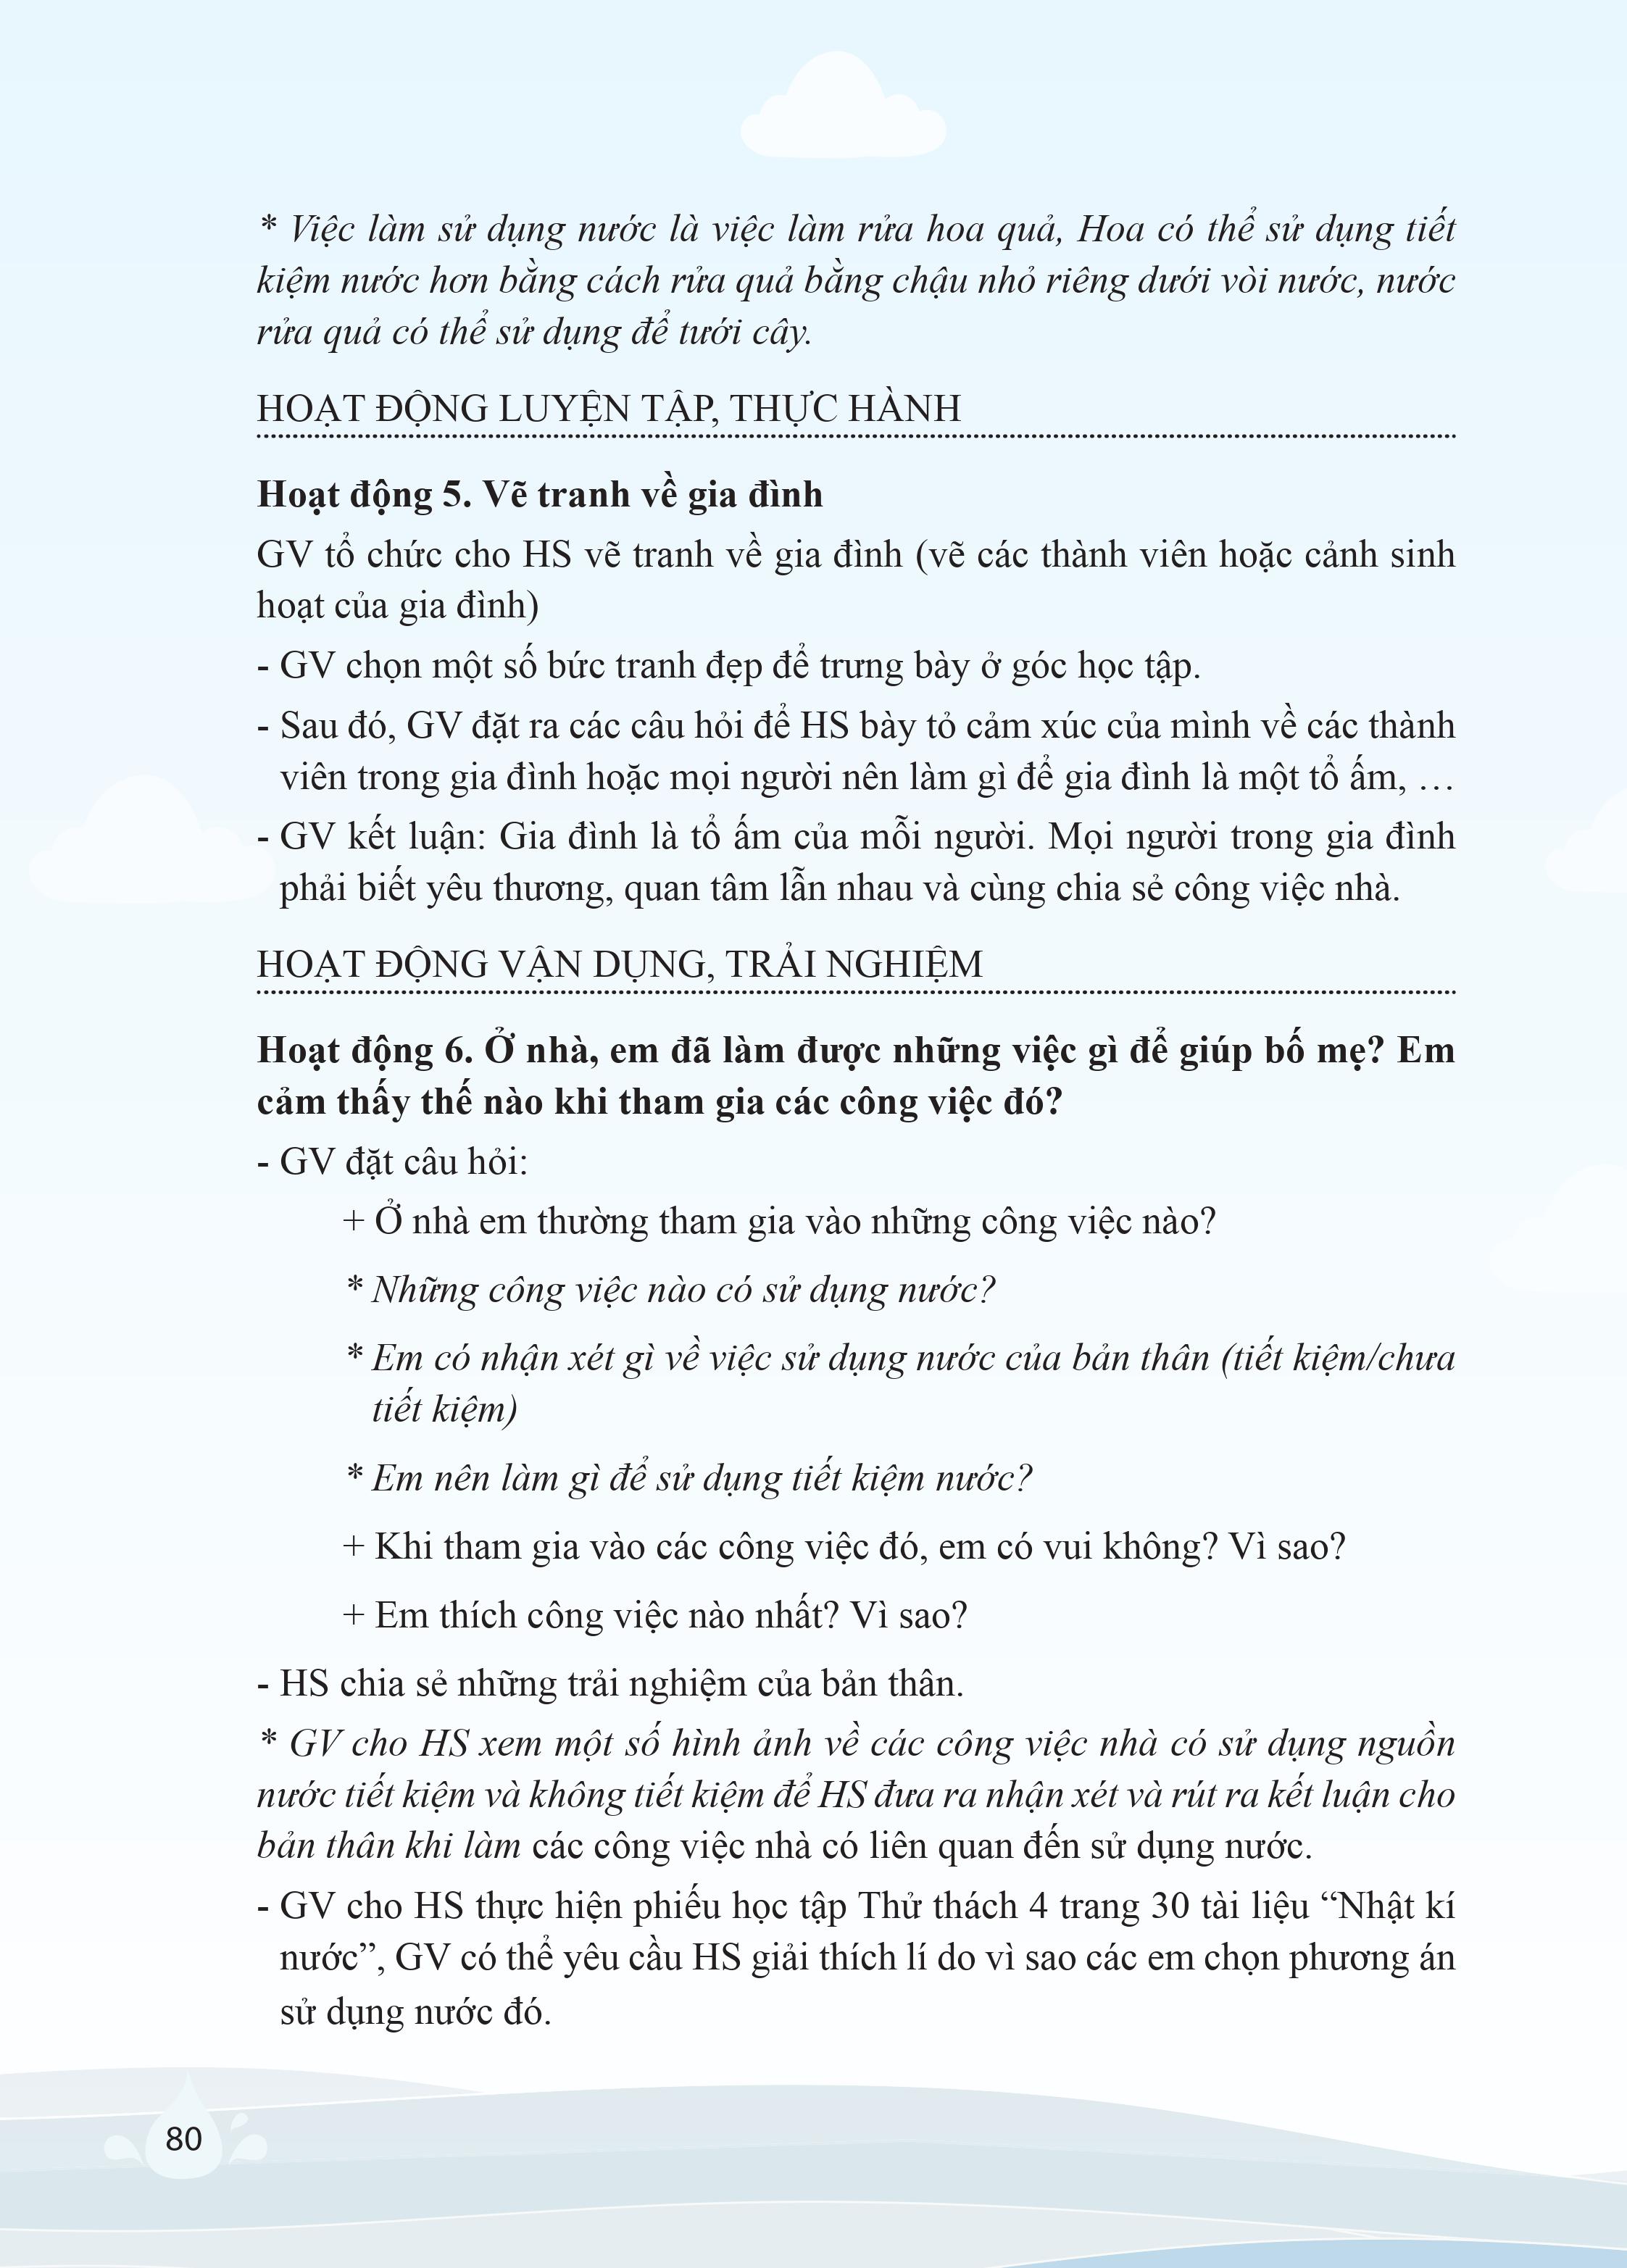 * Việc làm sử dụng nước là việc làm rửa hoa quả, Hoa có thể sử dụng tiết
kiệm nước hơn bằng cách rửa quả bằng chậu nhỏ riêng dưới vòi nước, nước
rửa quả có thể sử dụng để tưới cây.
HOẠT ĐỘNG LUYỆN TẬP, THỰC HÀNH
Hoạt động 5. Vẽ tranh về gia đình
GV tổ chức cho HS vẽ tranh về gia đình (vẽ các thành viên hoặc cảnh sinh
hoạt của gia đình)
- GV chọn một số bức tranh đẹp để trưng bày ở góc học tập.
- Sau đó, GV đặt ra các câu hỏi để HS bày tỏ cảm xúc của mình về các thành
viên trong gia đình hoặc mọi người nên làm gì để gia đình là một tổ ấm, …
- GV kết luận: Gia đình là tổ ấm của mỗi người. Mọi người trong gia đình
phải biết yêu thương, quan tâm lẫn nhau và cùng chia sẻ công việc nhà.
HOẠT ĐỘNG VẬN DỤNG, TRẢI NGHIỆM
Hoạt động 6. Ở nhà, em đã làm được những việc gì để giúp bố mẹ? Em
cảm thấy thế nào khi tham gia các công việc đó?
- GV đặt câu hỏi:
+ Ở nhà em thường tham gia vào những công việc nào?
* Những công việc nào có sử dụng nước?
* Em có nhận xét gì về việc sử dụng nước của bản thân (tiết kiệm/chưa
tiết kiệm)
* Em nên làm gì để sử dụng tiết kiệm nước?
+ Khi tham gia vào các công việc đó, em có vui không? Vì sao?
+ Em thích công việc nào nhất? Vì sao?
- HS chia sẻ những trải nghiệm của bản thân.
* GV cho HS xem một số hình ảnh về các công việc nhà có sử dụng nguồn
nước tiết kiệm và không tiết kiệm để HS đưa ra nhận xét và rút ra kết luận cho
bản thân khi làm các công việc nhà có liên quan đến sử dụng nước.
- GV cho HS thực hiện phiếu học tập Thử thách 4 trang 30 tài liệu “Nhật kí
nước”, GV có thể yêu cầu HS giải thích lí do vì sao các em chọn phương án
sử dụng nước đó.
80